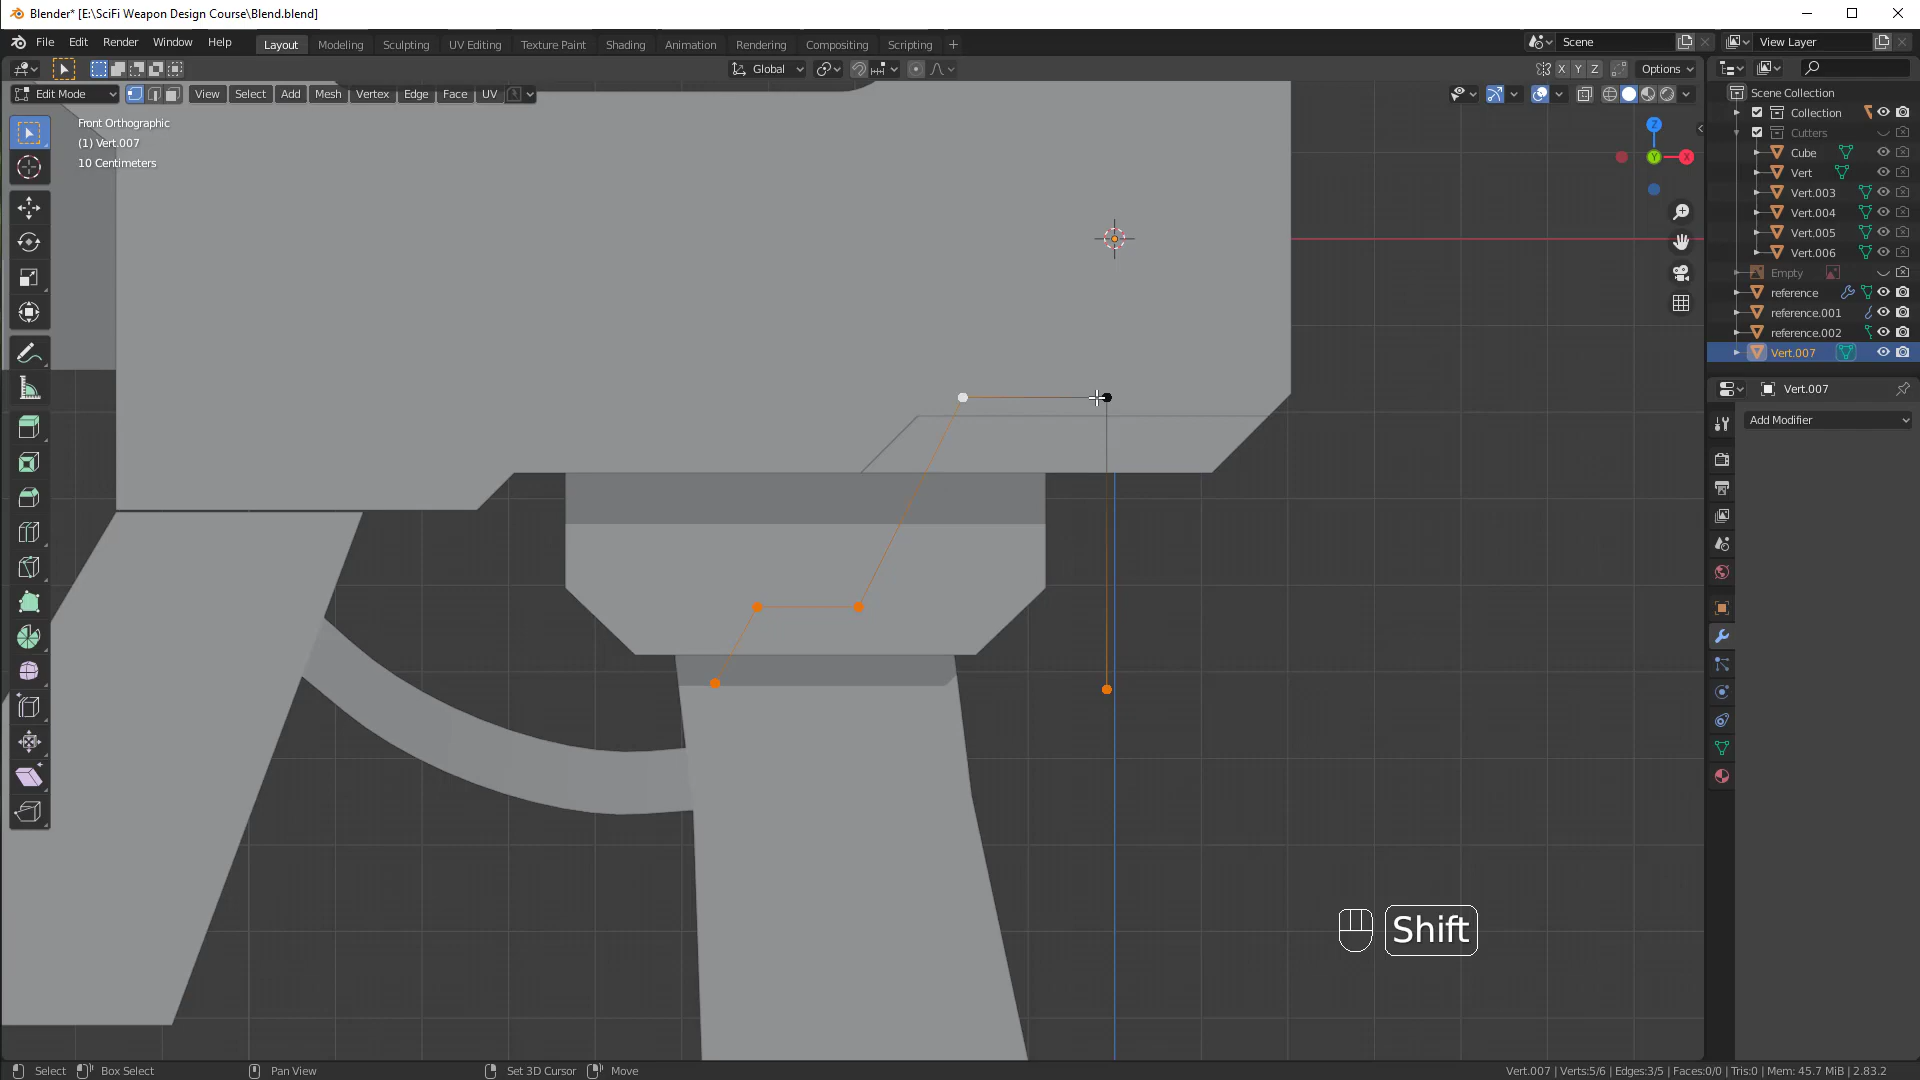 Blender* [E:\SciFi Weapon Design Course\Blend.blend]
File Edit Render Window Help Layout Modeling Sculpting UV Editing Texture Paint Shading Animation Rendering Compositing Scripting + Scene View Layer
Global X Y Z Options
Edit Mode View Select Add Mesh Vertex Edge Face UV
Front Orthographic
(1) Vert.007
10 Centimeters
Z
X
Y
Scene Collection
Collection
Cutters
Cube
Vert
Vert.003
Vert.004
Vert.005
Vert.006
Empty
reference
reference.001
reference.002
Vert.007
Vert.007
Add Modifier
Shift
Select Box Select Pan View Set 3D Cursor Move Vert.007 | Verts:5/6 | Edges:3/5 | Faces:0/0 | Tris:0 | Mem: 45.7 MiB | 2.83.2